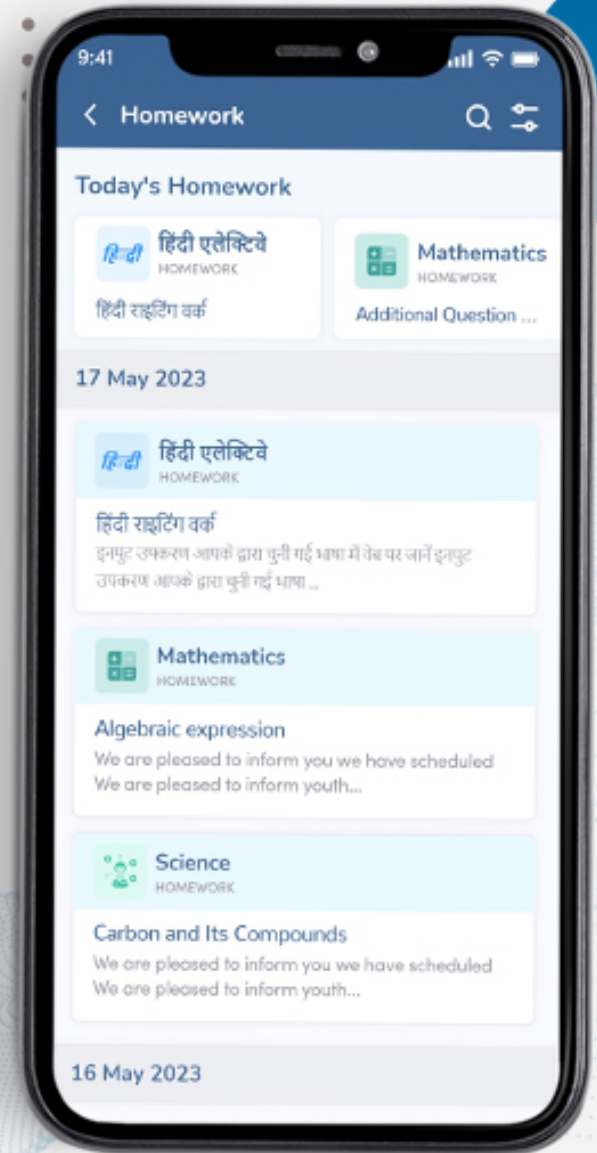 9:41
Homework
Today's Homework
हिन्दी हिंदी एलेक्टिवे
HOMEWORK
हिंदी राइटिंग वर्क
Mathematics
HOMEWORK
Additional Question ...
17 May 2023
हिन्दी हिंदी एलेक्टिवे
HOMEWORK
हिंदी राइटिंग वर्क
इनपुट उपकरण आपके द्वारा चुनी गई भाषा में वेब पर जानें इनपुट
उपकरण आपके द्वारा चुनी गई भाषा ...
Mathematics
HOMEWORK
Algebraic expression
We are pleased to inform you we have scheduled
We are pleased to inform youth...
Science
HOMEWORK
Carbon and Its Compounds
We are pleased to inform you we have scheduled
We are pleased to inform youth...
16 May 2023